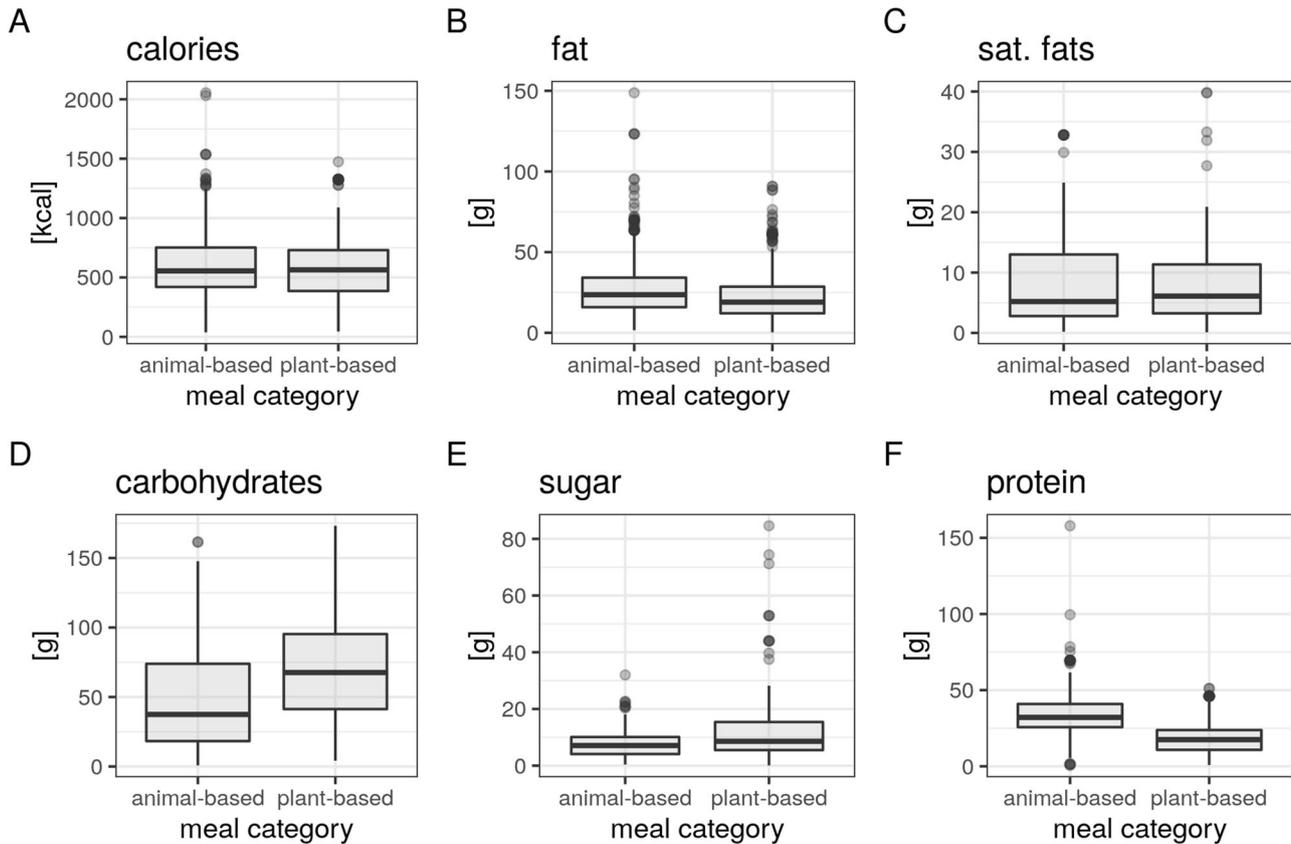 A
calories
2000
1500
1000
500
0
[kcal]
animal-based plant-based
meal category
B
fat
150
100
50
0
[g]
animal-based plant-based
meal category
C
sat. fats
40
30
20
10
0
[g]
animal-based plant-based
meal category
D
carbohydrates
150
100
50
0
[g]
animal-based plant-based
meal category
E
sugar
80
60
40
20
0
[g]
animal-based plant-based
meal category
F
protein
150
100
50
0
[g]
animal-based plant-based
meal category